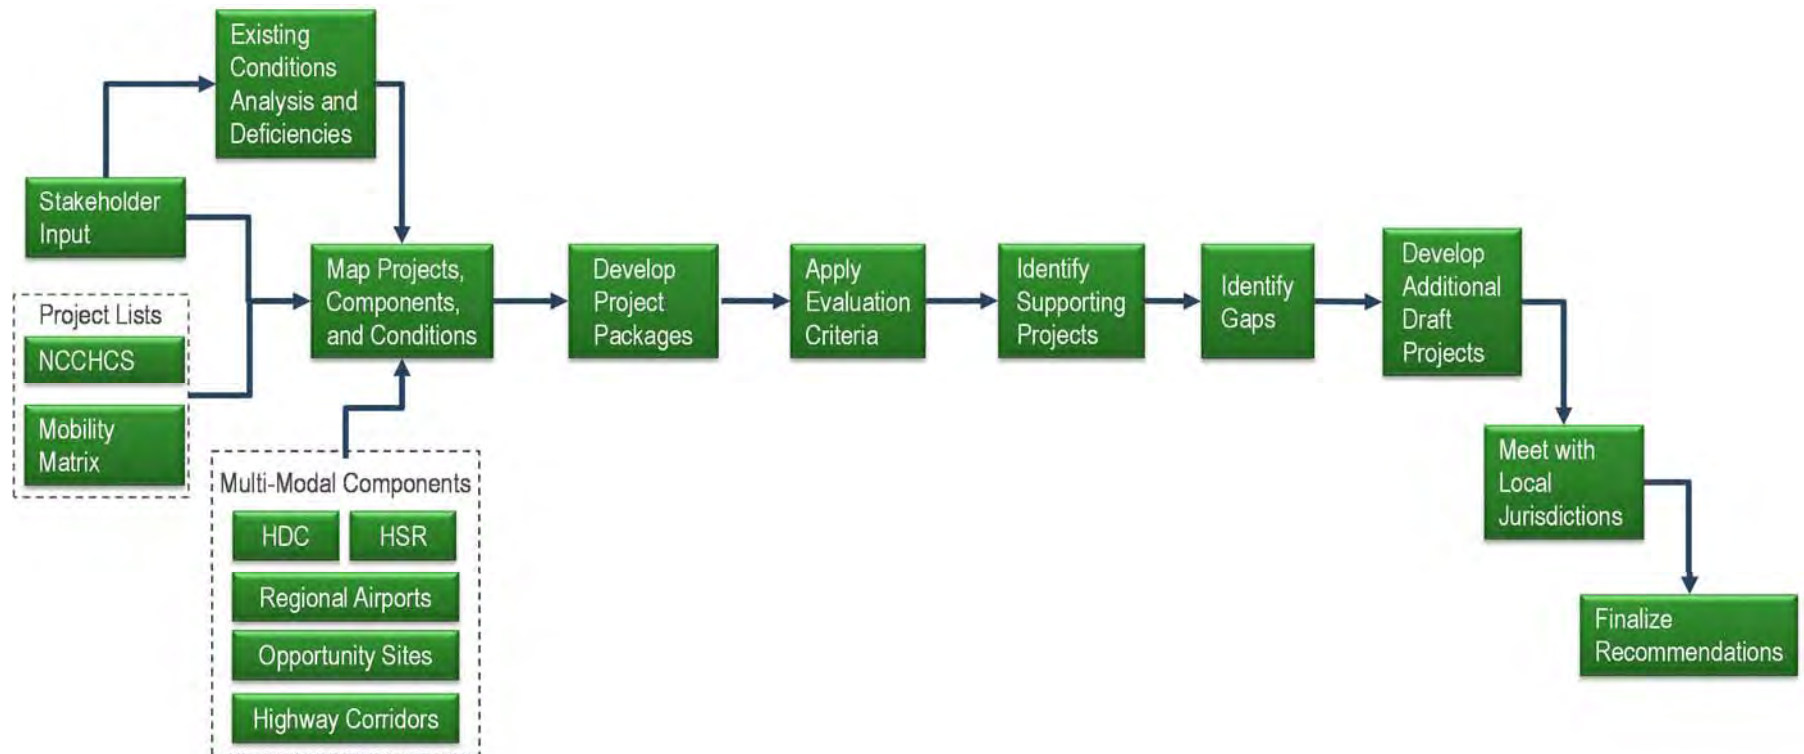 Existing
Conditions
Analysis and
Deficiencies
Stakeholder
Input
Project Lists
NCCHCS
Mobility
Matrix
Map Projects,
Components,
and Conditions
Multi-Modal Components
HDC
HSR
Regional Airports
Opportunity Sites
Highway Corridors
Develop
Project
Packages
Apply
Evaluation
Criteria
Identify
Supporting
Projects
Identify
Gaps
Develop
Additional
Draft
Projects
Meet with
Local
Jurisdictions
Finalize
Recommendations